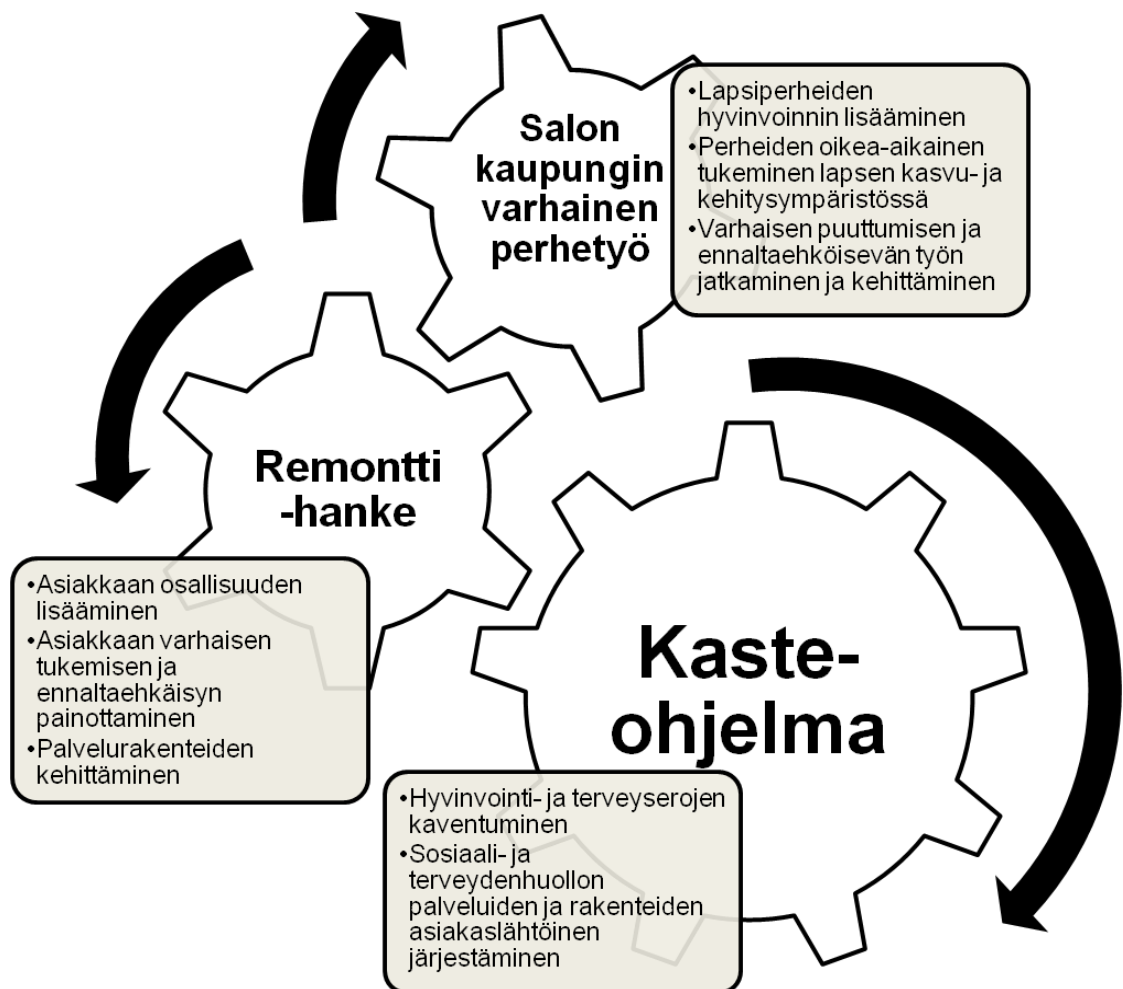 Salon
kaupungin
varhainen
perhetyö
•Lapsiperheiden
hyvinvoinnin lisääminen
•Perheiden oikea-aikainen
tukeminen lapsen kasvu- ja
kehitysympäristössä
•Varhaisen puuttumisen ja
ennaltaehköisevän työn
jatkaminen ja kehittäminen
Remontti
-hanke
•Asiakkaan osallisuuden
lisääminen
•Asiakkaan varhaisen
tukemisen ja
ennaltaehkäisyn
painottaminen
•Palvelurakenteiden
kehittäminen
Kaste-
ohjelma
•Hyvinvointi- ja terveyserojen
kaventuminen
•Sosiaali- ja
terveydenhuollon
palveluiden ja rakenteiden
asiakaslähtöinen
järjestäminen